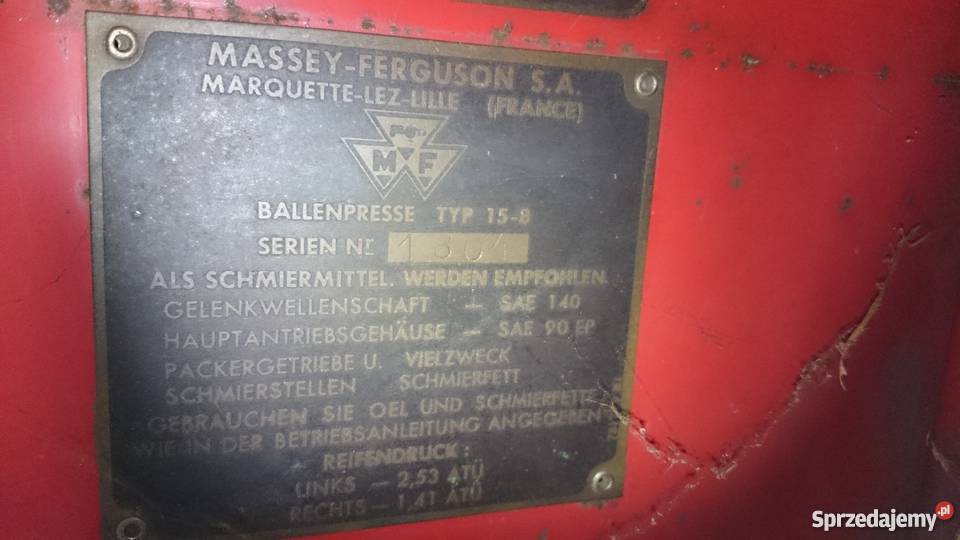 MASSEY-FERGUSON S.A.
MARQUETTE-LEZ-LILLE (FRANCE)
MF
BALLENPRESSE TYP 15-8
SERIEN Nr 1804
ALS SCHMIERMITTEL WERDEN EMPFOHLEN
GELENKWELLENSCHAFT — SAE 140
HAUPTANTRIEBSGEHÄUSE — SAE 90 EP
PACKERGETRIEBE U. VIELZWECK
SCHMIERSTELLEN SCHMIERFETT
GEBRAUCHEN SIE OEL UND SCHMIERFETT
WIE IN DER BETRIEBSANLEITUNG ANGEGEBEN
REIFENDRUCK:
LINKS — 2,53 ATÜ
RECHTS — 1,41 ATÜ
Sprzedajemy.pl